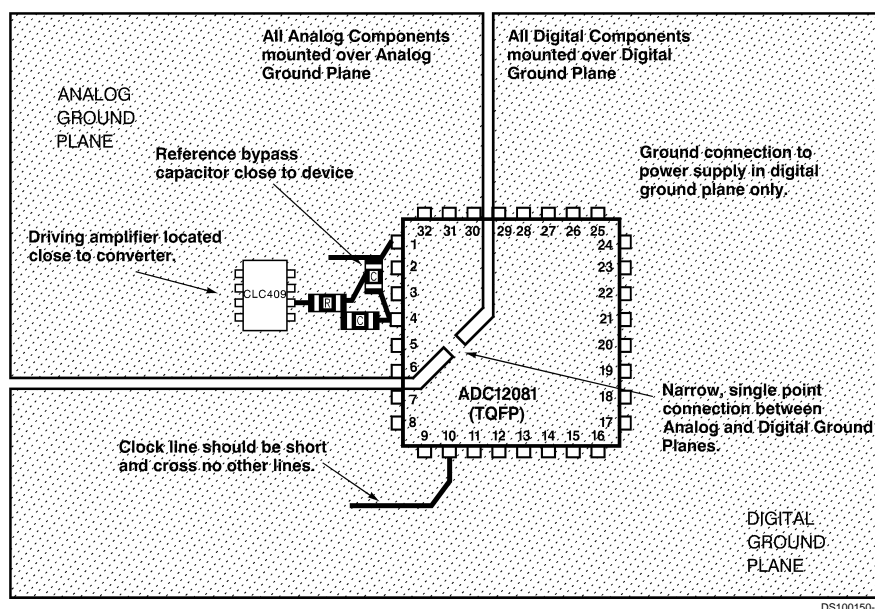 All Analog Components
mounted over Analog
Ground Plane
All Digital Components
mounted over Digital
Ground Plane
ANALOG
GROUND
PLANE
Reference bypass
capacitor close to device
Ground connection to
power supply in digital
ground plane only.
Driving amplifier located
close to converter.
32 31 30 29 28 27 26 25
1
2
3
4
5
6
7
8
24
23
22
21
20
19
18
17
C
CLC409
R
C
ADC12081
(TQFP)
9 10 11 12 13 14 15 16
Narrow, single point
connection between
Analog and Digital Ground
Planes.
Clock line should be short
and cross no other lines.
DIGITAL
GROUND
PLANE
DS100150-